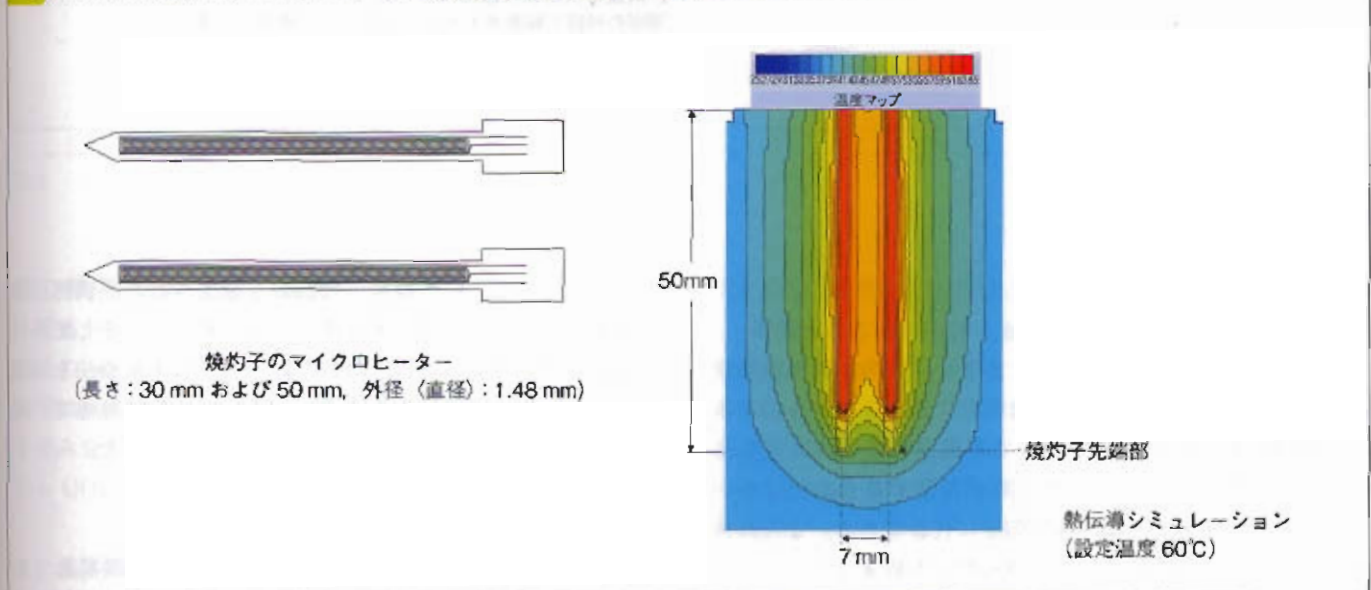 温度マップ
50mm
焼灼子のマイクロヒーター
(長さ:30 mm および 50 mm, 外径〈直径〉:1.48 mm)
焼灼子先端部
7 mm
熱伝導シミュレーション
(設定温度 60℃)